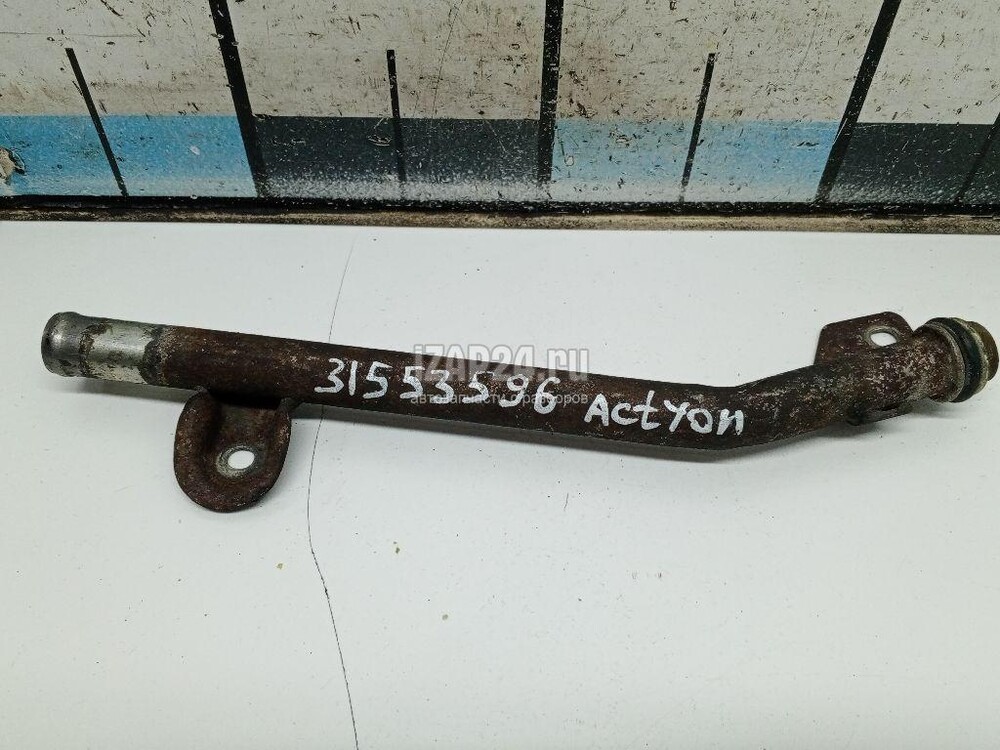 iZAP24.ru
автозапчасти с разборов
31553596 Actyon